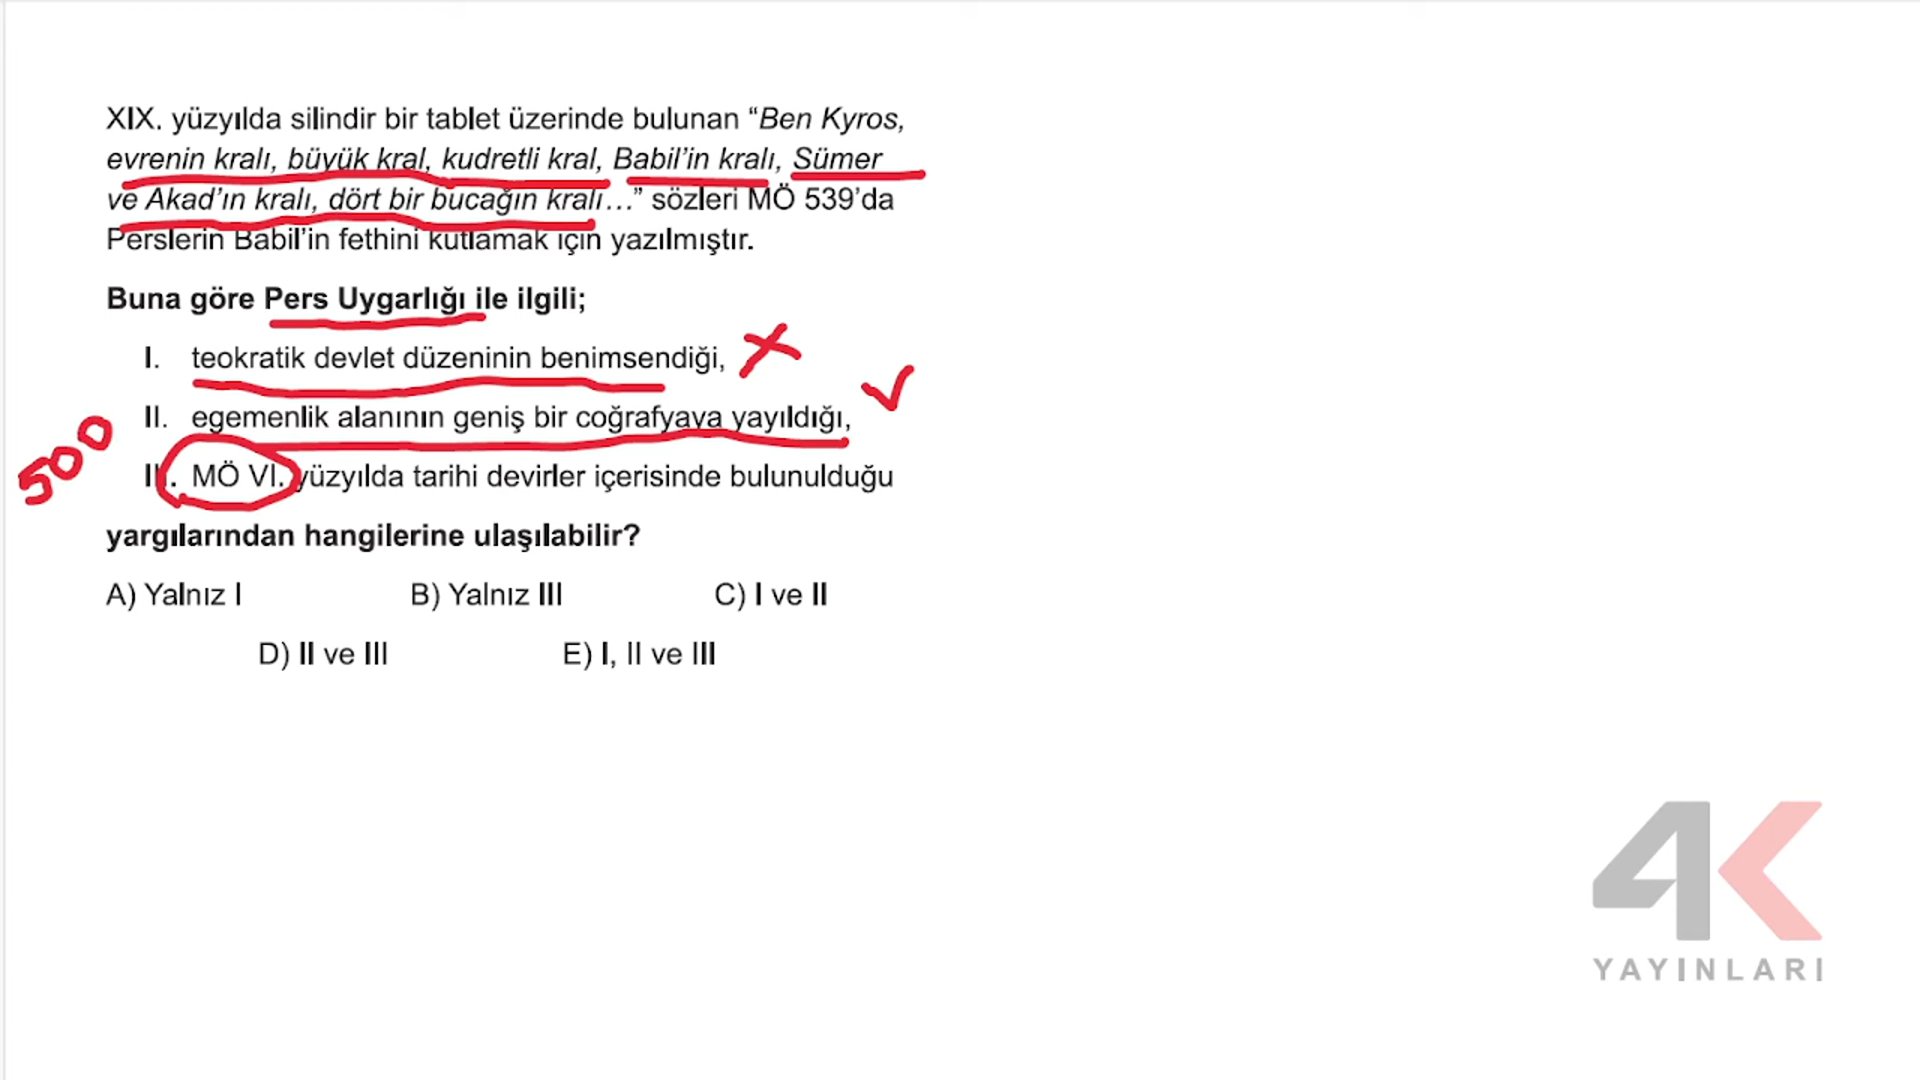 XIX. yüzyılda silindir bir tablet üzerinde bulunan “Ben Kyros,
evrenin kralı, büyük kral, kudretli kral, Babil’in kralı, Sümer
ve Akad’ın kralı, dört bir bucağın kralı...” sözleri MÖ 539’da
Perslerin Babil’in fethini kutlamak için yazılmıştır.
Buna göre Pers Uygarlığı ile ilgili;
I. teokratik devlet düzeninin benimsendiği,
II. egemenlik alanının geniş bir coğrafyaya yayıldığı,
500
III. MÖ VI. yüzyılda tarihi devirler içerisinde bulunulduğu
yargılarından hangilerine ulaşılabilir?
A) Yalnız I B) Yalnız III C) I ve II
D) II ve III E) I, II ve III
4K
YAYINLARI